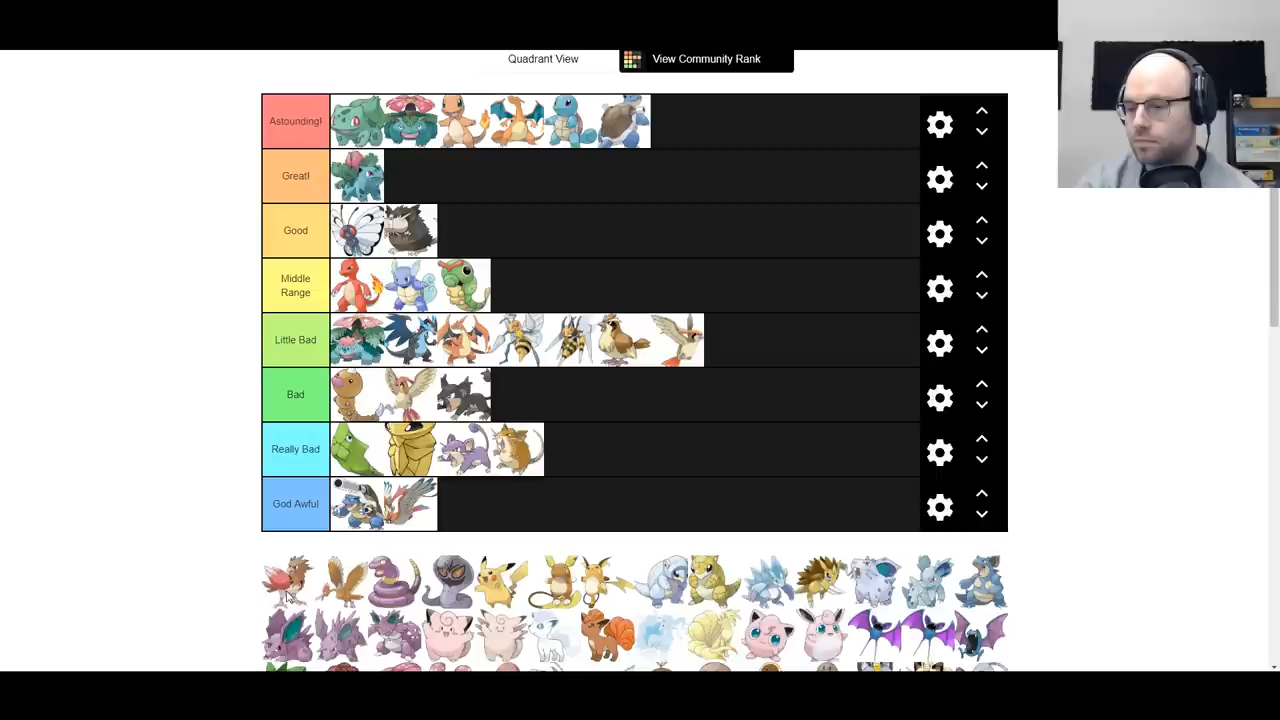 Quadrant View
View Community Rank
Astounding!
Great!
Good
Middle
Range
Little Bad
Bad
Really Bad
God Awful